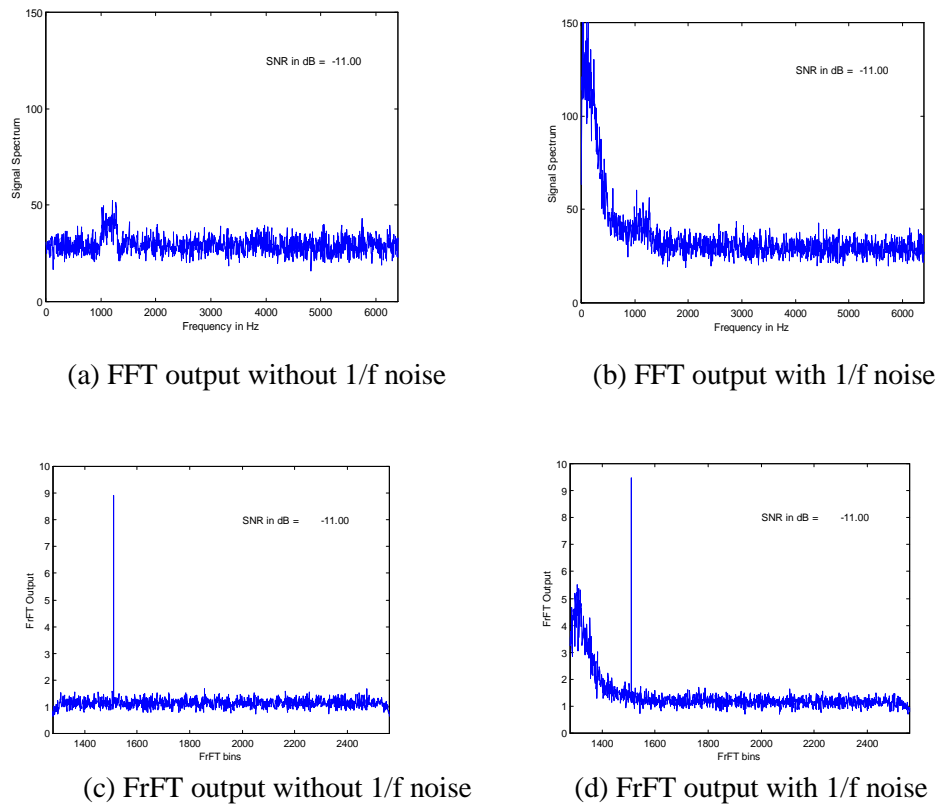 150
100
50
0
0 1000 2000 3000 4000 5000 6000
Signal Spectrum
Frequency in Hz
SNR in dB = -11.00
(a) FFT output without 1/f noise
150
100
50
0
0 1000 2000 3000 4000 5000 6000
Signal Spectrum
Frequency in Hz
SNR in dB = -11.00
(b) FFT output with 1/f noise
10
9
8
7
6
5
4
3
2
1
0
1400 1600 1800 2000 2200 2400
FrFT Output
FrFT bins
SNR in dB = -11.00
(c) FrFT output without 1/f noise
10
9
8
7
6
5
4
3
2
1
0
1400 1600 1800 2000 2200 2400
FrFT Output
FrFT bins
SNR in dB = -11.00
(d) FrFT output with 1/f noise